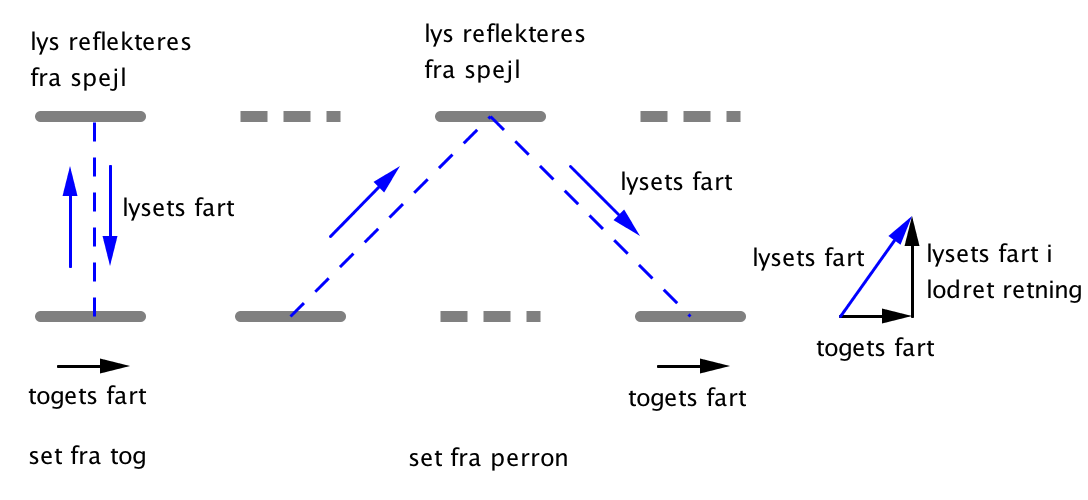 lys reflekteres
fra spejl
lys reflekteres
fra spejl
lysets fart
lysets fart
lysets fart
lysets fart i
lodret retning
togets fart
togets fart
togets fart
set fra tog
set fra perron